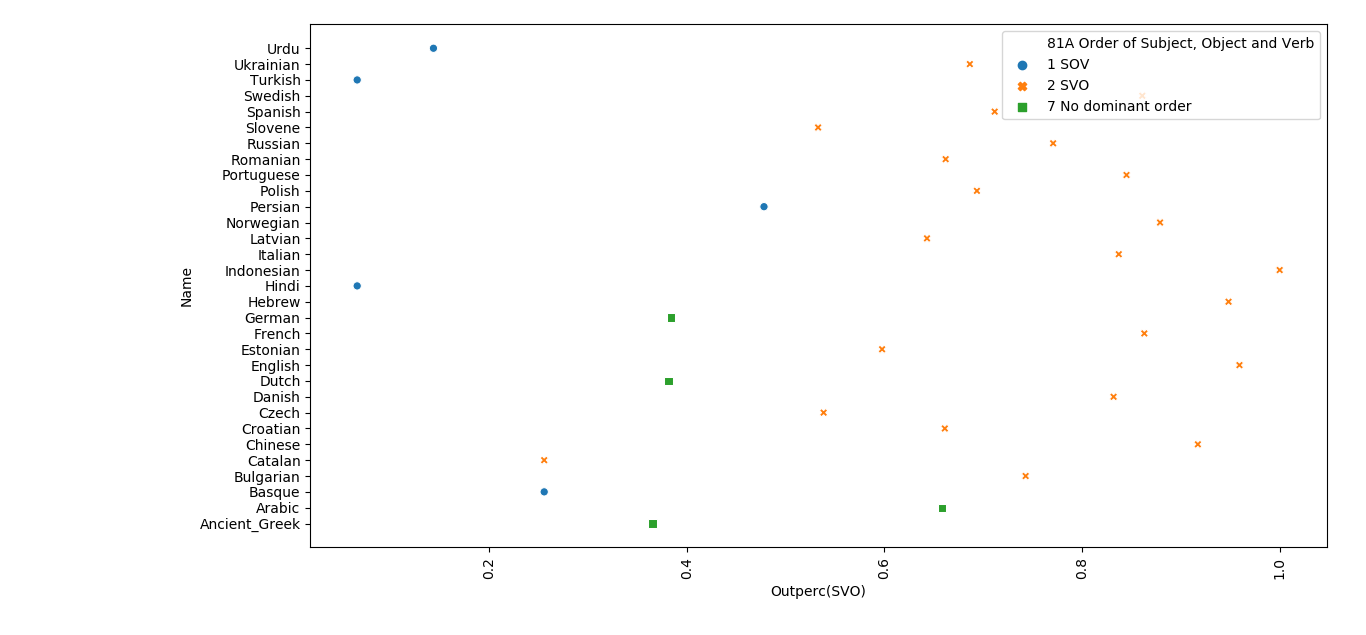 81A Order of Subject, Object and Verb
1 SOV
2 SVO
7 No dominant order
Name
Urdu
Ukrainian
Turkish
Swedish
Spanish
Slovene
Russian
Romanian
Portuguese
Polish
Persian
Norwegian
Latvian
Italian
Indonesian
Hindi
Hebrew
German
French
Estonian
English
Dutch
Danish
Czech
Croatian
Chinese
Catalan
Bulgarian
Basque
Arabic
Ancient_Greek
0.2
0.4
0.6
0.8
1.0
Outperc(SVO)